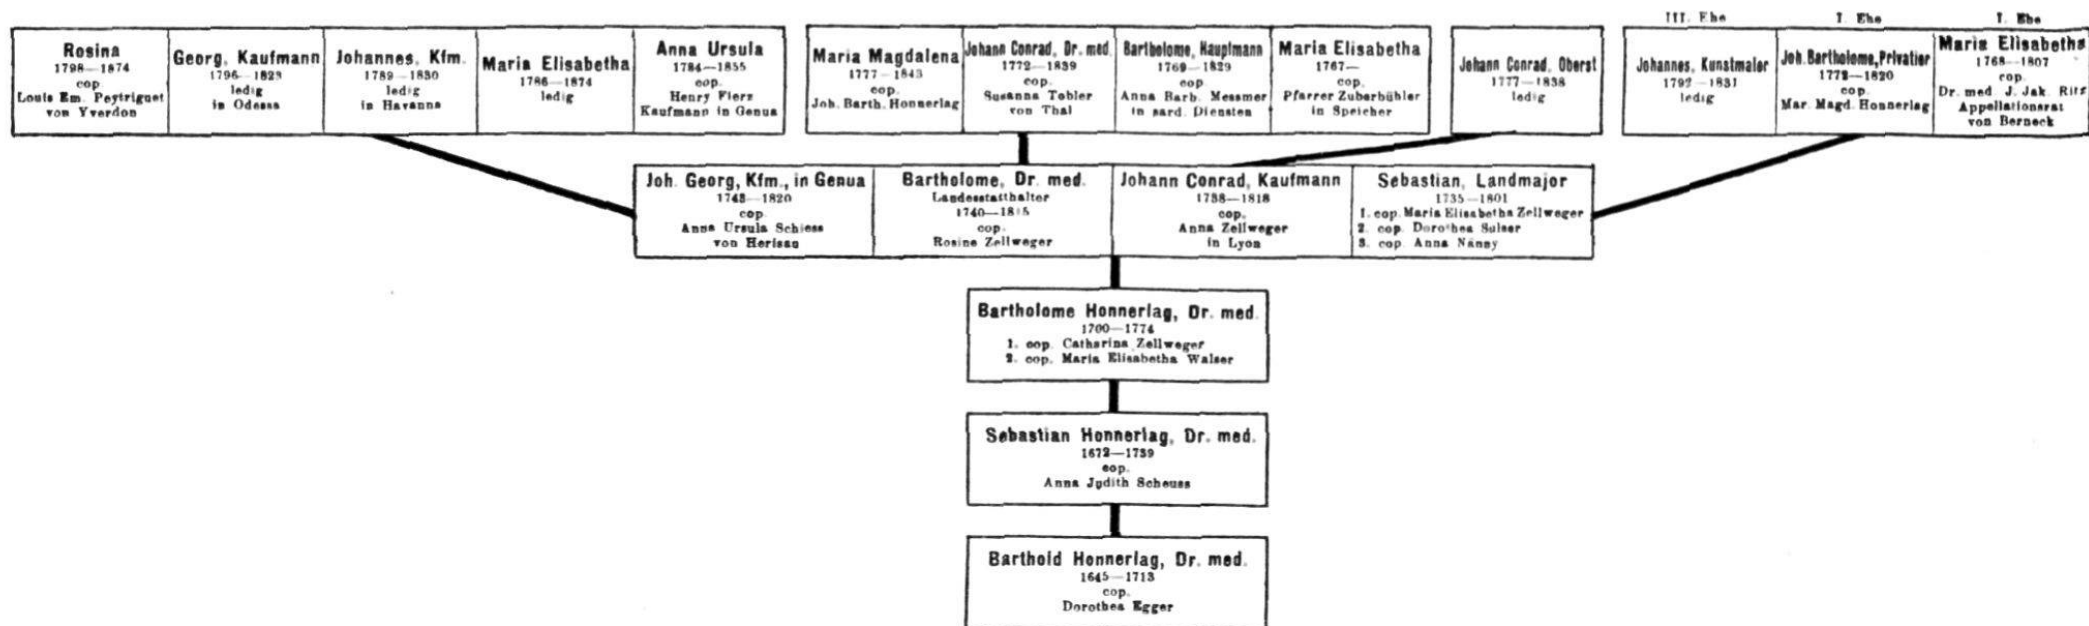 Rosina
1798—1874
cop
Louis Em. Peytrignet
von Yverdon
Georg, Kaufmann
1796—1823
ledig
in Odessa
Johannes, Kfm.
1789—1830
ledig
in Havanna
Maria Elisabetha
1786—1874
ledig
Anna Ursula
1784—1855
cop.
Henry Fierz
Kaufmann in Genua
Maria Magdalena
1777—1843
cop.
Joh. Barth. Honnerlag
Johann Conrad, Dr. med.
1772—1839
cop.
Susanna Tobler
von Thal
Bartholome, Hauptmann
1769—1829
cop
Anna Barb. Messmer
in sard. Diensten
Maria Elisabetha
1767—
cop.
Pfarrer Zuberbühler
in Speicher
Johann Conrad, Oberst
1777—1838
ledig
III. Ehe
Johannes, Kunstmaler
1792—1831
ledig
I. Ehe
Joh. Bartholome, Privatier
1772—1820
cop.
Mar. Magd. Honnerlag
I. Ehe
Maria Elisabetha
1768—1807
cop.
Dr. med. J. Jak. Ritz
Appellationsrat
von Berneck
Joh. Georg, Kfm., in Genua
1743—1820
cop.
Anna Ursula Schiess
von Herisau
Bartholome, Dr. med.
Landesstatthalter
1740—1815
cop.
Rosine Zellweger
Johann Conrad, Kaufmann
1738—1818
cop.
Anna Zellweger
in Lyon
Sebastian, Landmajor
1735—1801
1. cop. Maria Elisabetha Zellweger
2. cop. Dorothea Sulser
3. cop. Anna Nänny
Bartholome Honnerlag, Dr. med.
1700—1774
1. cop. Catharina Zellweger
2. cop. Maria Elisabetha Walser
Sebastian Honnerlag, Dr. med.
1672—1739
cop.
Anna Judith Scheuss
Barthold Honnerlag, Dr. med.
1645—1713
cop.
Dorothea Egger